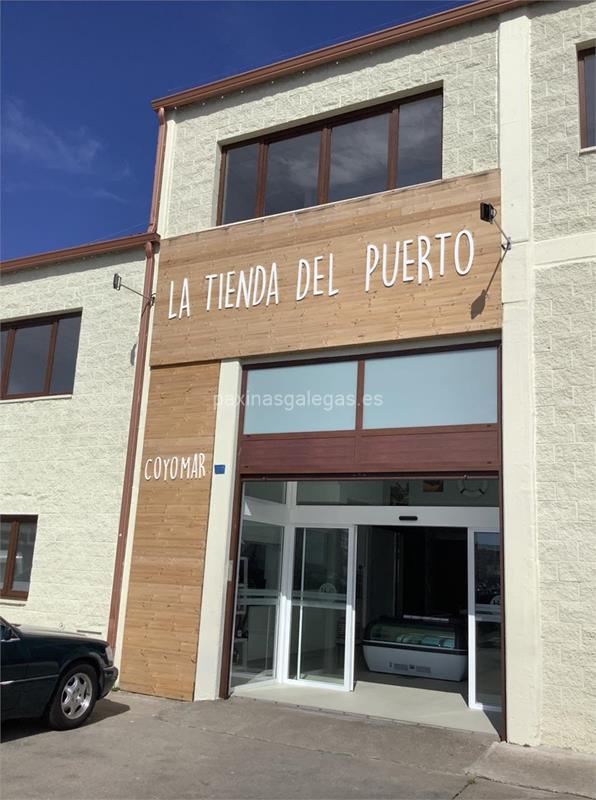 LA TIENDA DEL PUERTO
paxinasgalegas.es
COYOMAR